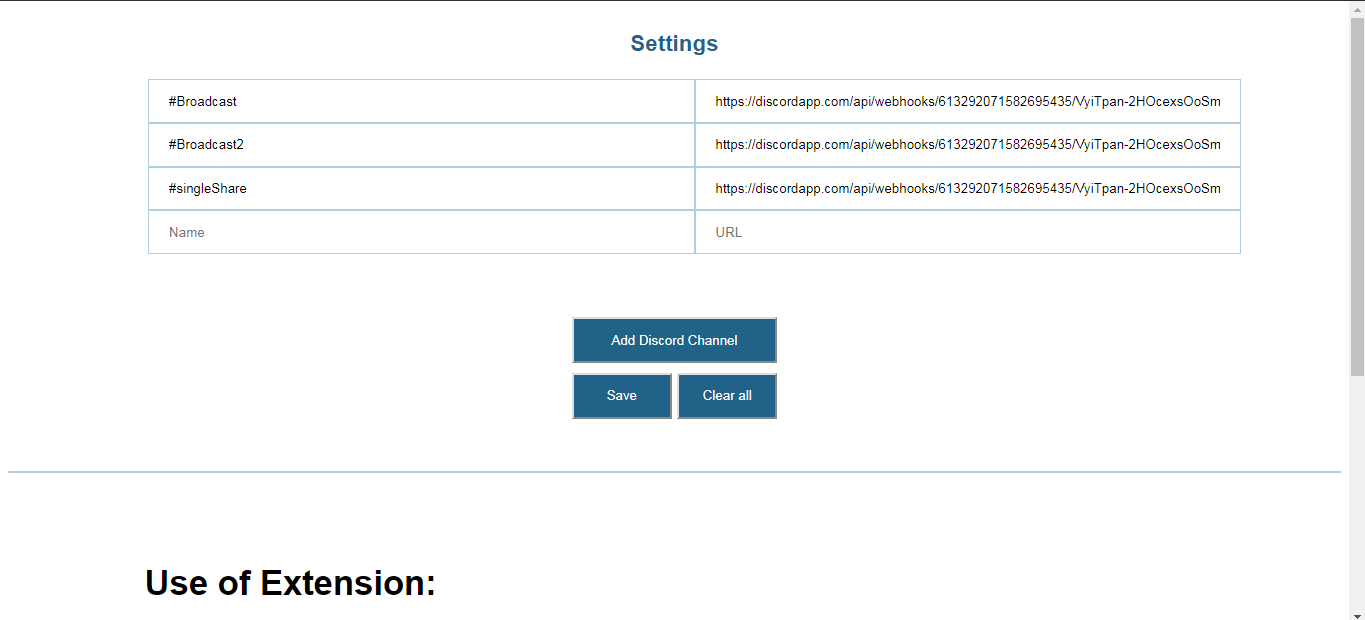 Settings
#Broadcast https://discordapp.com/api/webhooks/613292071582695435/VyiTpan-2HOcexsOoSm
#Broadcast2 https://discordapp.com/api/webhooks/613292071582695435/VyiTpan-2HOcexsOoSm
#singleShare https://discordapp.com/api/webhooks/613292071582695435/VyiTpan-2HOcexsOoSm
Name URL
Add Discord Channel
Save Clear all
Use of Extension: